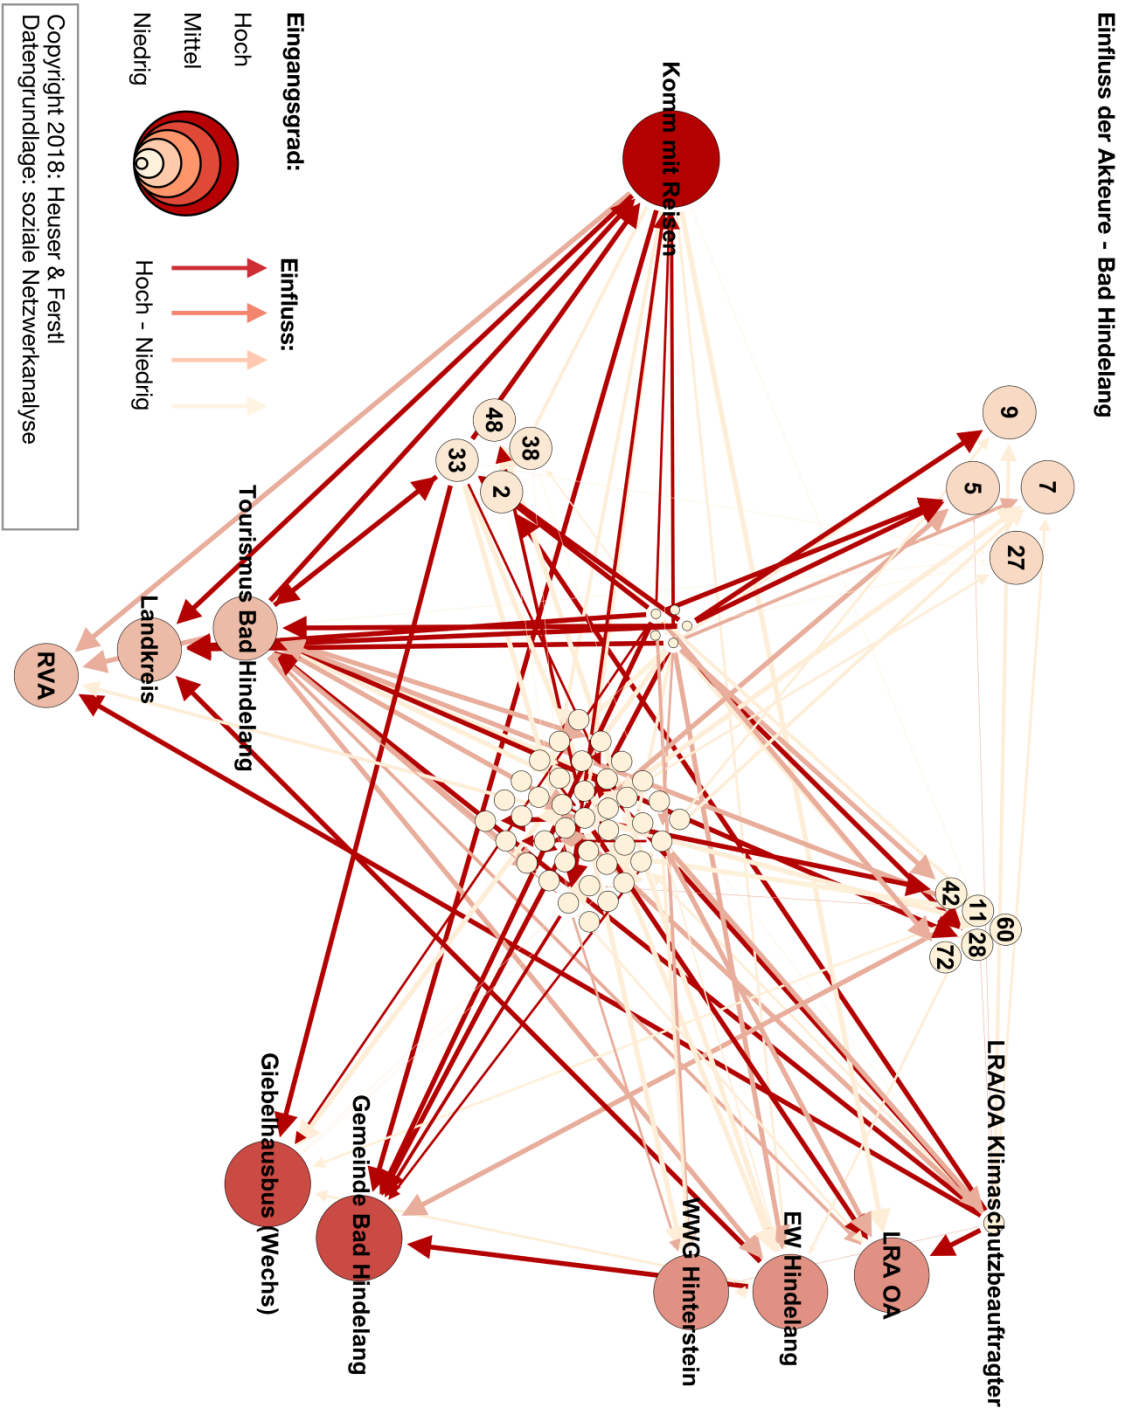 Einfluss der Akteure - Bad Hindelang
9
7
5
27
42
11
60
28
72
LRA/OA Klimaschutzbeauftragter
LRA OA
EW Hindelang
WWG Hinterstein
Komm mit Reisen
48
38
33
2
Tourismus Bad Hindelang
Landkreis
RVA
Gemeinde Bad Hindelang
Giebelhausbus (Wechs)
Eingangsgrad:
Hoch
Mittel
Niedrig
Einfluss:
Hoch - Niedrig
Copyright 2018: Heuser & Ferstl
Datengrundlage: soziale Netzwerkanalyse